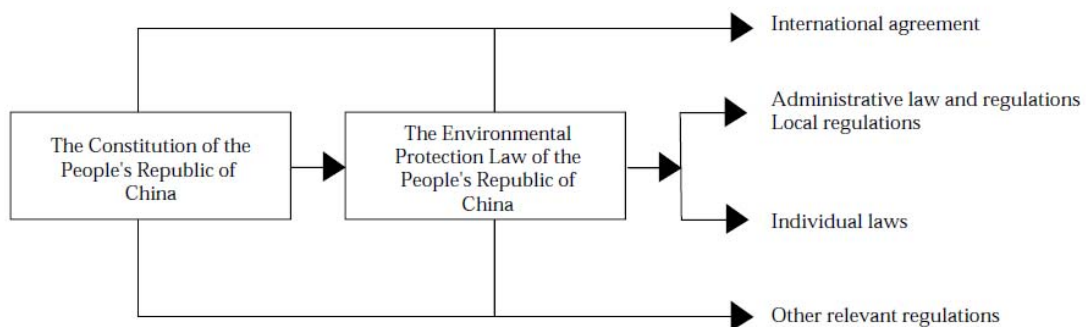 International agreement
The Constitution of the
People's Republic of
China
The Environmental
Protection Law of the
People's Republic of
China
Administrative law and regulations
Local regulations
Individual laws
Other relevant regulations